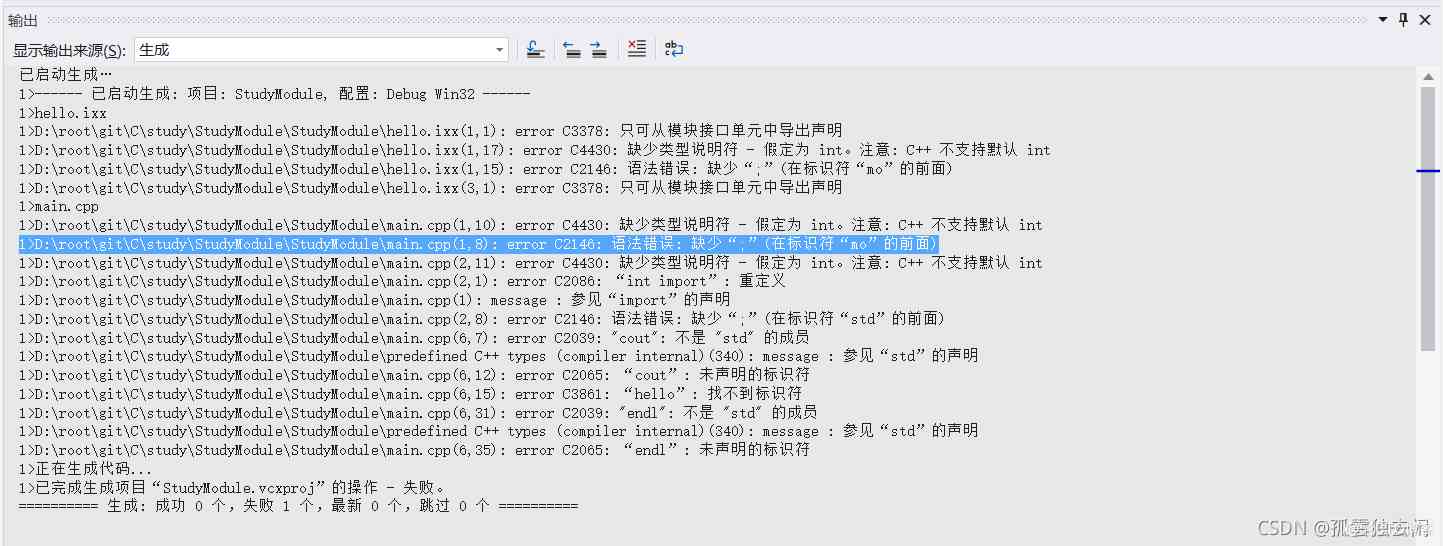 输出
显示输出来源(S): 生成
已启动生成…
1>------ 已启动生成: 项目: StudyModule, 配置: Debug Win32 ------
1>hello.ixx
1>D:\root\git\C\study\StudyModule\StudyModule\hello.ixx(1,1): error C3378: 只可从模块接口单元中导出声明
1>D:\root\git\C\study\StudyModule\StudyModule\hello.ixx(1,17): error C4430: 缺少类型说明符 - 假定为 int。注意: C++ 不支持默认 int
1>D:\root\git\C\study\StudyModule\StudyModule\hello.ixx(1,15): error C2146: 语法错误: 缺少“;”(在标识符“mo”的前面)
1>D:\root\git\C\study\StudyModule\StudyModule\hello.ixx(3,1): error C3378: 只可从模块接口单元中导出声明
1>main.cpp
1>D:\root\git\C\study\StudyModule\StudyModule\main.cpp(1,10): error C4430: 缺少类型说明符 - 假定为 int。注意: C++ 不支持默认 int
1>D:\root\git\C\study\StudyModule\StudyModule\main.cpp(1,8): error C2146: 语法错误: 缺少“;”(在标识符“mo”的前面)
1>D:\root\git\C\study\StudyModule\StudyModule\main.cpp(2,11): error C4430: 缺少类型说明符 - 假定为 int。注意: C++ 不支持默认 int
1>D:\root\git\C\study\StudyModule\StudyModule\main.cpp(2,1): error C2086: “int import”: 重定义
1>D:\root\git\C\study\StudyModule\StudyModule\main.cpp(1): message : 参见“import”的声明
1>D:\root\git\C\study\StudyModule\StudyModule\main.cpp(2,8): error C2146: 语法错误: 缺少“;”(在标识符“std”的前面)
1>D:\root\git\C\study\StudyModule\StudyModule\main.cpp(6,7): error C2039: "cout": 不是 "std" 的成员
1>D:\root\git\C\study\StudyModule\StudyModule\predefined C++ types (compiler internal)(340): message : 参见“std”的声明
1>D:\root\git\C\study\StudyModule\StudyModule\main.cpp(6,12): error C2065: “cout”: 未声明的标识符
1>D:\root\git\C\study\StudyModule\StudyModule\main.cpp(6,15): error C3861: “hello”: 找不到标识符
1>D:\root\git\C\study\StudyModule\StudyModule\main.cpp(6,31): error C2039: "endl": 不是 "std" 的成员
1>D:\root\git\C\study\StudyModule\StudyModule\predefined C++ types (compiler internal)(340): message : 参见“std”的声明
1>D:\root\git\C\study\StudyModule\StudyModule\main.cpp(6,35): error C2065: “endl”: 未声明的标识符
1>正在生成代码...
1>已完成生成项目“StudyModule.vcxproj”的操作 - 失败。
========== 生成: 成功 0 个，失败 1 个，最新 0 个，跳过 0 个 ==========
CSDN @孤雲独去闲